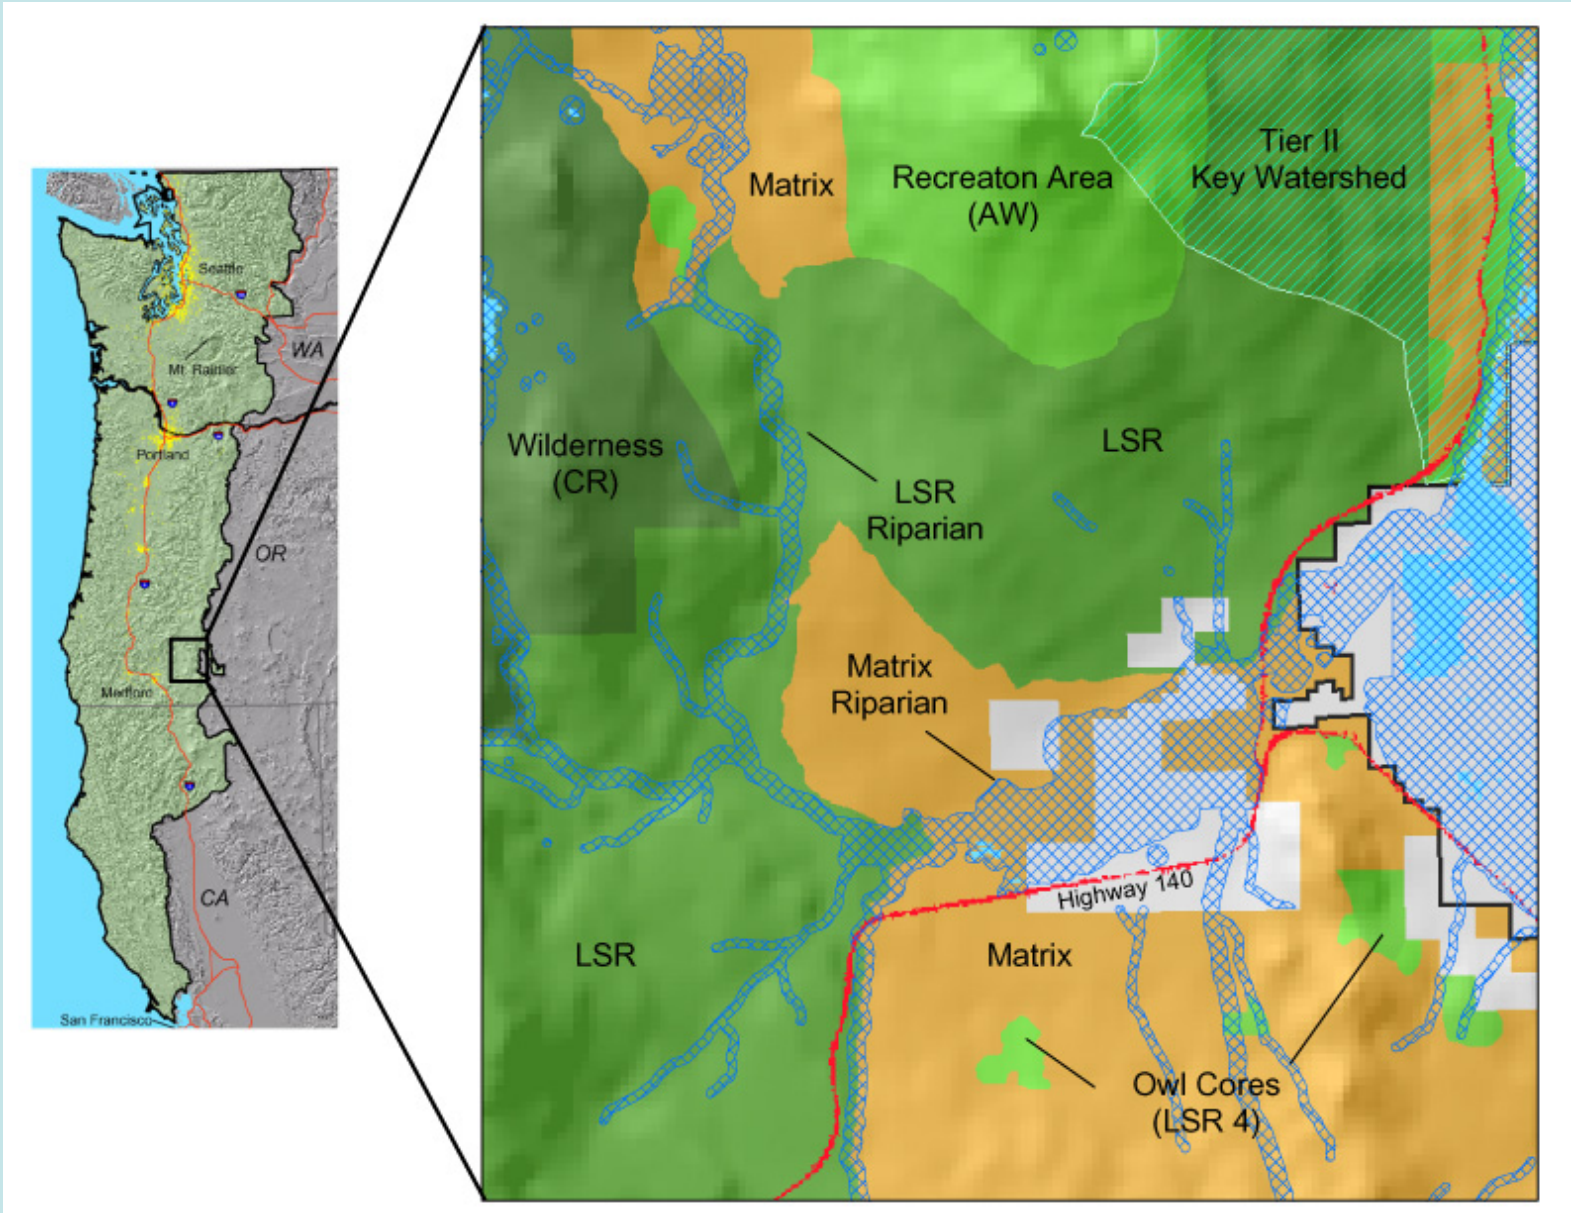 Seattle
WA
Mt. Rainier
Portland
OR
Medford
CA
San Francisco
Matrix
Recreaton Area
(AW)
Tier II
Key Watershed
Wilderness
(CR)
LSR
Riparian
LSR
Matrix
Riparian
Highway 140
LSR
Matrix
Owl Cores
(LSR 4)